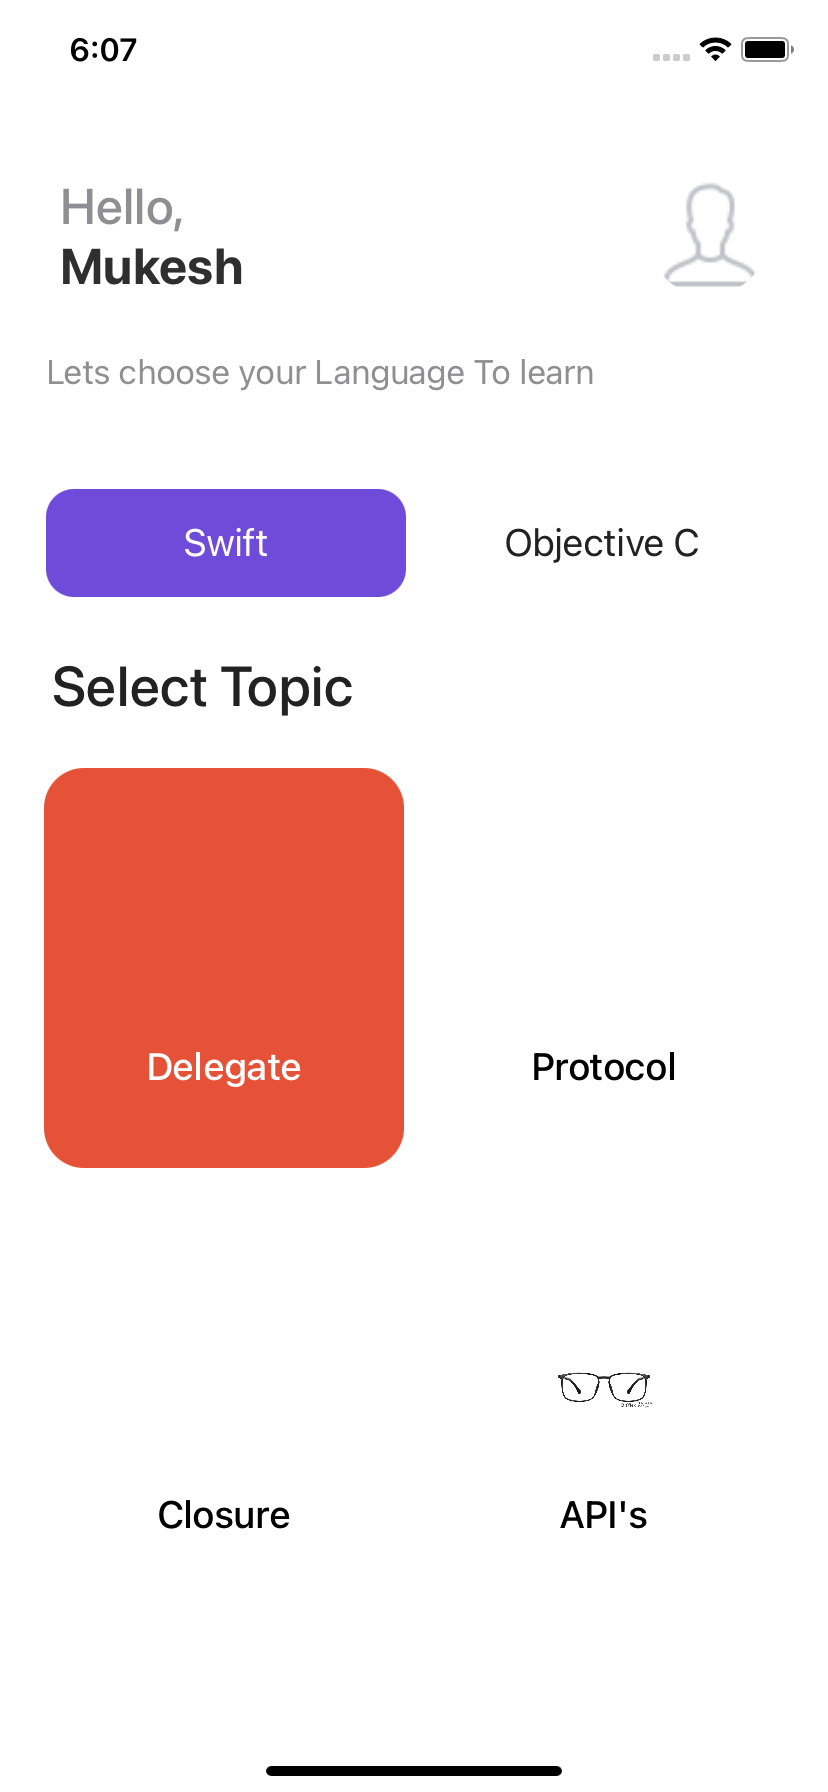 6:07
Hello,
Mukesh
Lets choose your Language To learn
Swift
Objective C
Select Topic
Delegate
Protocol
Closure
API's